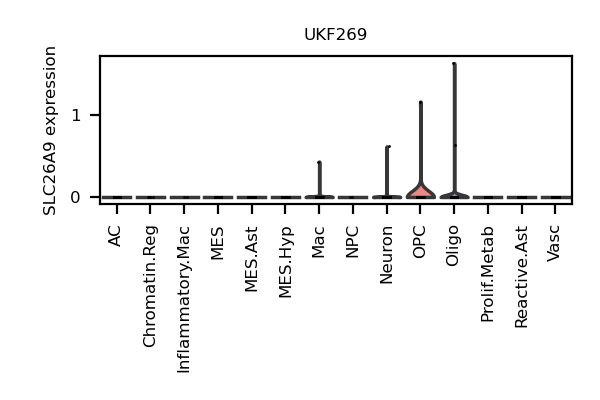 UKF269
SLC26A9 expression
1
0
AC
Chromatin.Reg
Inflammatory.Mac
MES
MES.Ast
MES.Hyp
Mac
NPC
Neuron
OPC
Oligo
Prolif.Metab
Reactive.Ast
Vasc